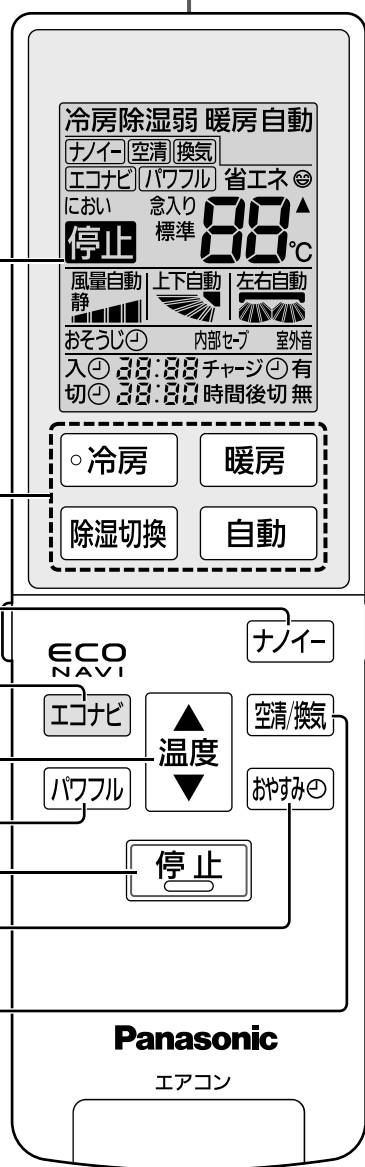 冷房除湿弱 暖房自動
ナノイー 空清 換気
エコナビ パワフル 省エネ
におい 念入り 88 ▲
停止 標準 ℃
風量自動 上下自動 左右自動
静
おそうじ 内部セーブ 室外音
入 28:88 チャージ 有
切 28:80 時間後切 無
冷房 暖房
除湿切換 自動
ECO NAVI
ナノイー
エコナビ
▲
温度
▼
空清/換気
パワフル
おやすみ
停止
Panasonic
エアコン